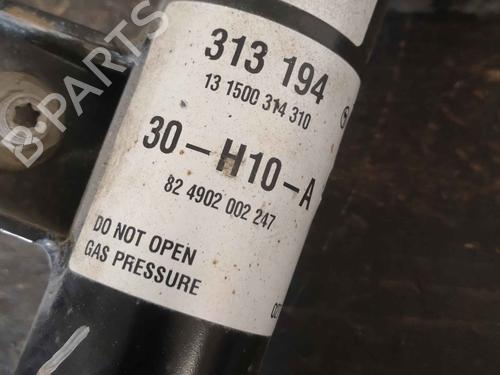 B-PARTS
313 194
13 1500 314 310
30-H10-A
82 4902 002 247
DO NOT OPEN
GAS PRESSURE